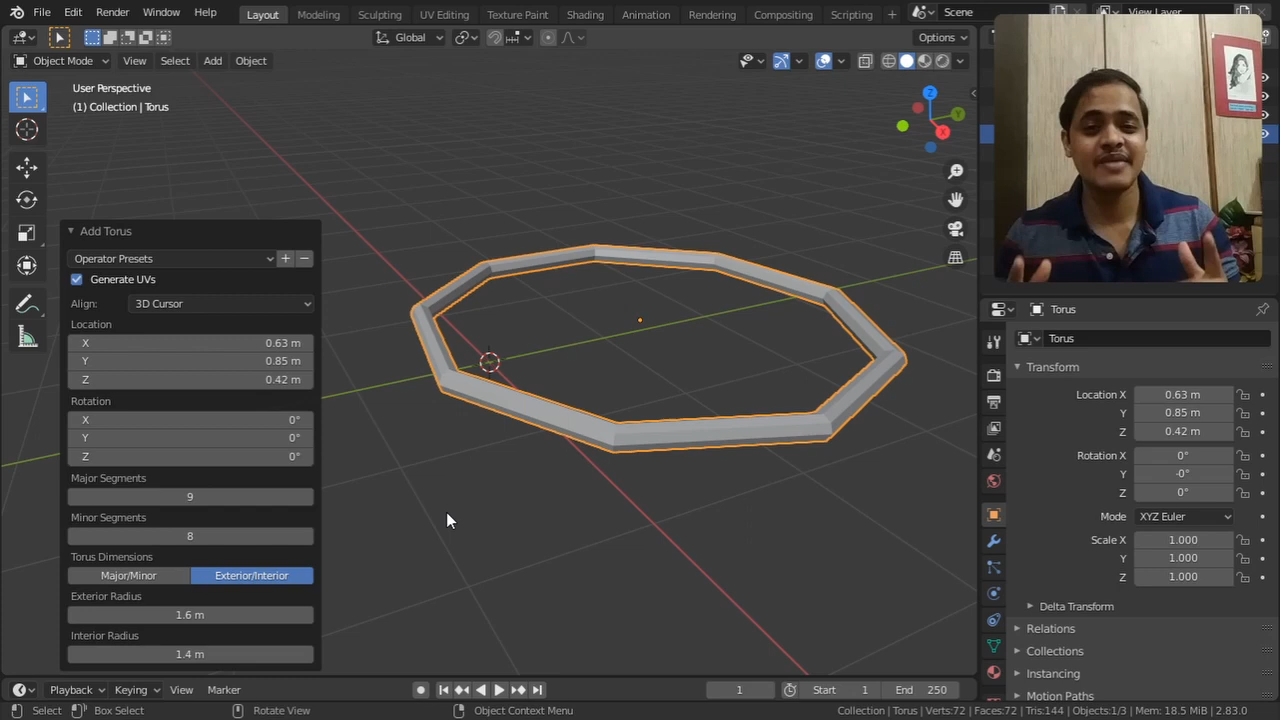 File Edit Render Window Help Layout Modeling Sculpting UV Editing Texture Paint Shading Animation Rendering Compositing Scripting + Scene View Layer
Global Options
Object Mode View Select Add Object
User Perspective
(1) Collection | Torus
Z
Y
X
Add Torus
Operator Presets + −
Generate UVs
Align: 3D Cursor
Location
X 0.63 m
Y 0.85 m
Z 0.42 m
Rotation
X 0°
Y 0°
Z 0°
Major Segments
9
Minor Segments
8
Torus Dimensions
Major/Minor Exterior/Interior
Exterior Radius
1.6 m
Interior Radius
1.4 m
Torus
Torus
Transform
Location X 0.63 m
Y 0.85 m
Z 0.42 m
Rotation X 0°
Y -0°
Z 0°
Mode XYZ Euler
Scale X 1.000
Y 1.000
Z 1.000
Delta Transform
Relations
Collections
Instancing
Motion Paths
Playback Keying View Marker 1 Start 1 End 250
Select Box Select Rotate View Object Context Menu Collection | Torus | Verts:72 | Faces:72 | Tris:144 | Objects:1/3 | Mem: 18.5 MiB | 2.83.0